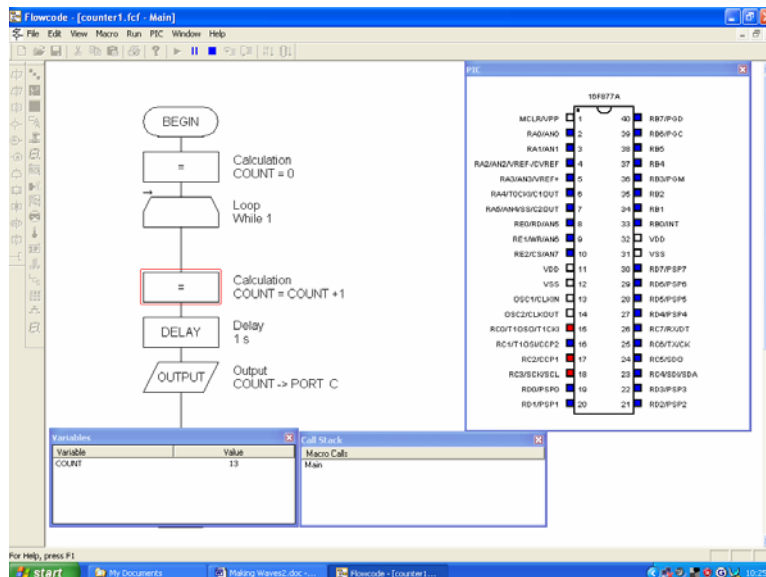 Flowcode - [counter1.fcf - Main]
File Edit View Macro Run PIC Window Help
BEGIN
=
Calculation
COUNT = 0
Loop
While 1
=
Calculation
COUNT = COUNT +1
DELAY
Delay
1 s
OUTPUT
Output
COUNT -> PORT C
PIC
16F877A
MCLR/VPP 1 40 RB7/PGD
RA0/AN0 2 39 RB6/PGC
RA1/AN1 3 38 RB5
RA2/AN2/VREF-/CVREF 4 37 RB4
RA3/AN3/VREF+ 5 36 RB3/PGM
RA4/T0CKI/C1OUT 6 35 RB2
RA5/AN4/SS/C2OUT 7 34 RB1
RE0/RD/AN5 8 33 RB0/INT
RE1/WR/AN6 9 32 VDD
RE2/CS/AN7 10 31 VSS
VDD 11 30 RD7/PSP7
VSS 12 29 RD6/PSP6
OSC1/CLKIN 13 28 RD5/PSP5
OSC2/CLKOUT 14 27 RD4/PSP4
RC0/T1OSO/T1CKI 15 26 RC7/RX/DT
RC1/T1OSI/CCP2 16 25 RC6/TX/CK
RC2/CCP1 17 24 RC5/SDO
RC3/SCK/SCL 18 23 RC4/SDI/SDA
RD0/PSP0 19 22 RD3/PSP3
RD1/PSP1 20 21 RD2/PSP2
Variables
Variable Value
COUNT 13
Call Stack
Macro Calls
Main
For Help, press F1
start My Documents Making Waves2.doc -... Flowcode - [counter1... 10:25